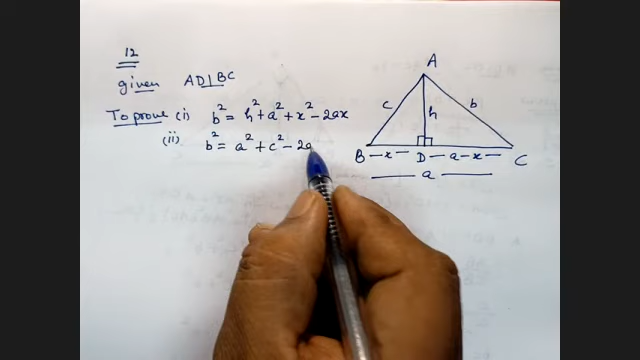 12
given AD⊥BC
To prove (i) b² = h² + a² + x² - 2ax
(ii) b² = a² + c² - 2a
A
c h b
B - x - D - a - x - C
a